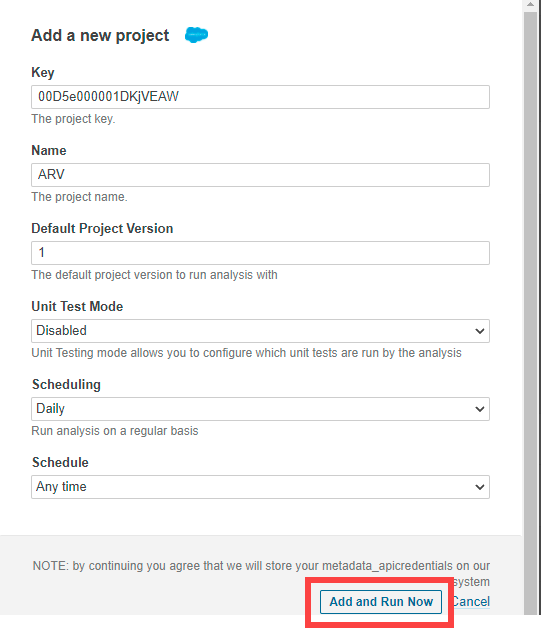 Add a new project
Key
00D5e000001DKjVEAW
The project key.
Name
ARV
The project name.
Default Project Version
1
The default project version to run analysis with
Unit Test Mode
Disabled
Unit Testing mode allows you to configure which unit tests are run by the analysis
Scheduling
Daily
Run analysis on a regular basis
Schedule
Any time
NOTE: by continuing you agree that we will store your metadata_apicredentials on our
system
Add and Run Now Cancel